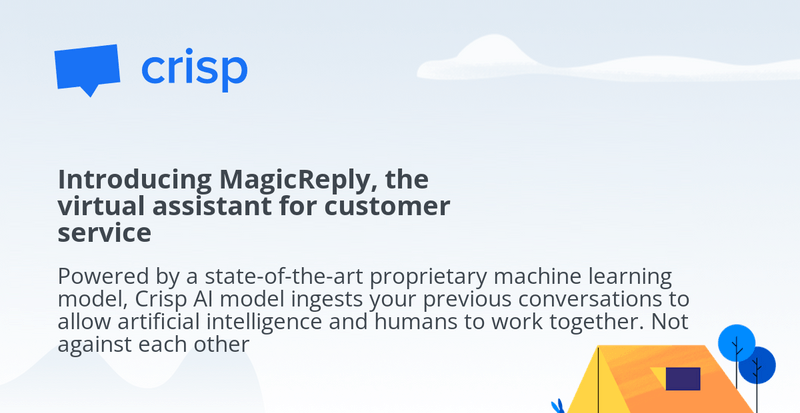 crisp
Introducing MagicReply, the
virtual assistant for customer
service
Powered by a state-of-the-art proprietary machine learning
model, Crisp AI model ingests your previous conversations to
allow artificial intelligence and humans to work together. Not
against each other